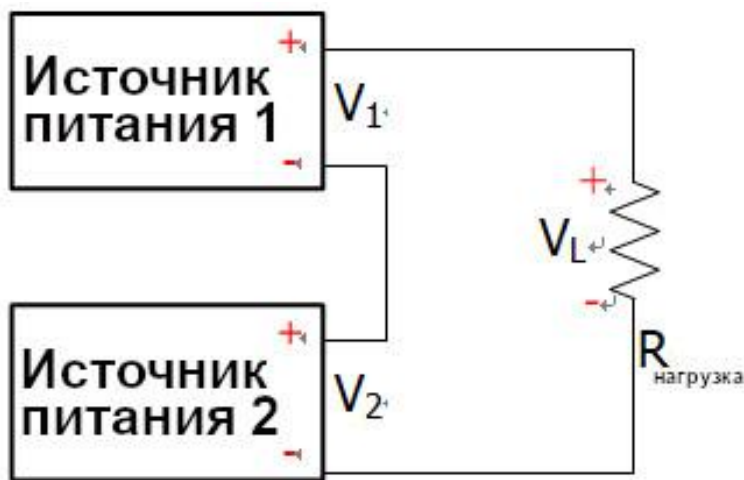 +
Источник
питания 1
-
V1
+
VL
-
Rнагрузка
+
Источник
питания 2
-
V2